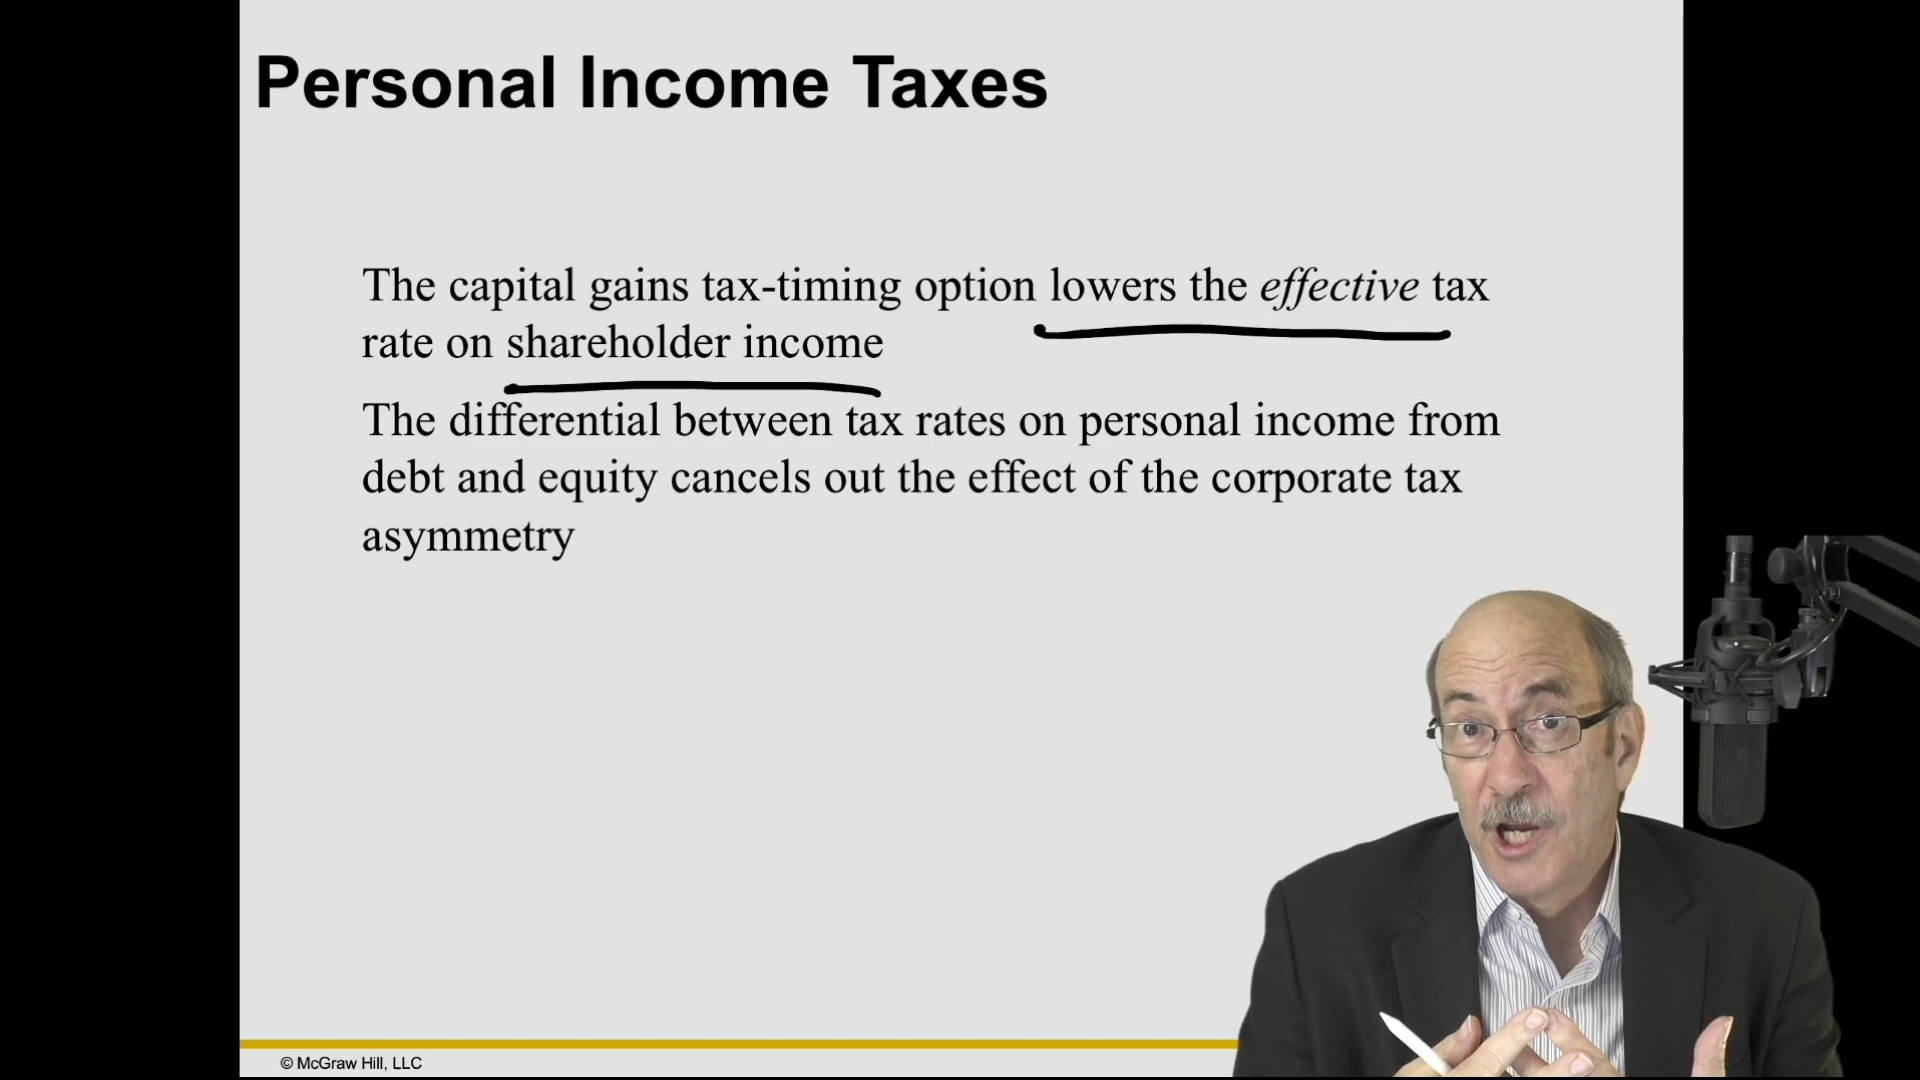 Personal Income Taxes
The capital gains tax-timing option lowers the effective tax
rate on shareholder income
The differential between tax rates on personal income from
debt and equity cancels out the effect of the corporate tax
asymmetry
© McGraw Hill, LLC